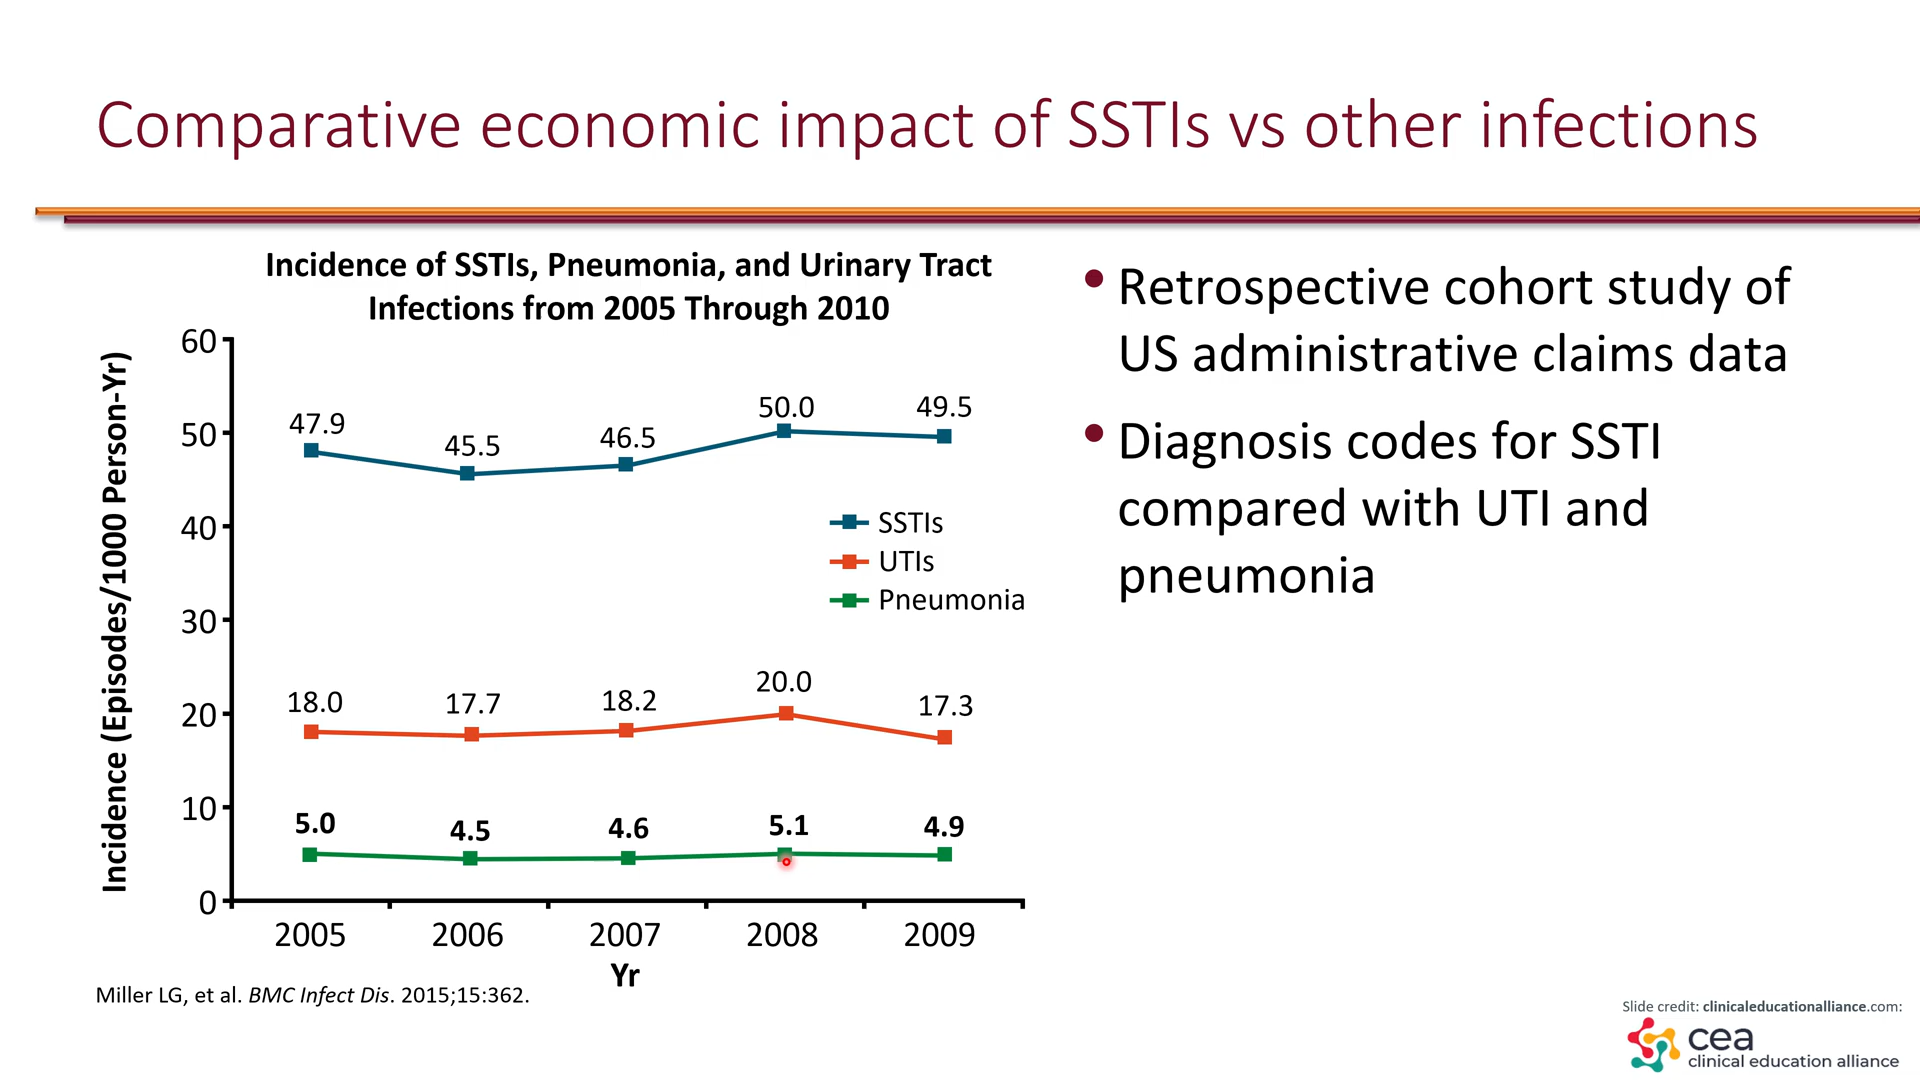 Comparative economic impact of SSTIs vs other infections
Incidence of SSTIs, Pneumonia, and Urinary Tract
Infections from 2005 Through 2010
Incidence (Episodes/1000 Person-Yr)
60
50
40
30
20
10
0
47.9
45.5
46.5
50.0
49.5
SSTIs
UTIs
Pneumonia
18.0
17.7
18.2
20.0
17.3
5.0
4.5
4.6
5.1
4.9
2005
2006
2007
2008
2009
Yr
• Retrospective cohort study of
US administrative claims data
• Diagnosis codes for SSTI
compared with UTI and
pneumonia
Miller LG, et al. BMC Infect Dis. 2015;15:362.
Slide credit: clinicaleducationalliance.com:
cea
clinical education alliance